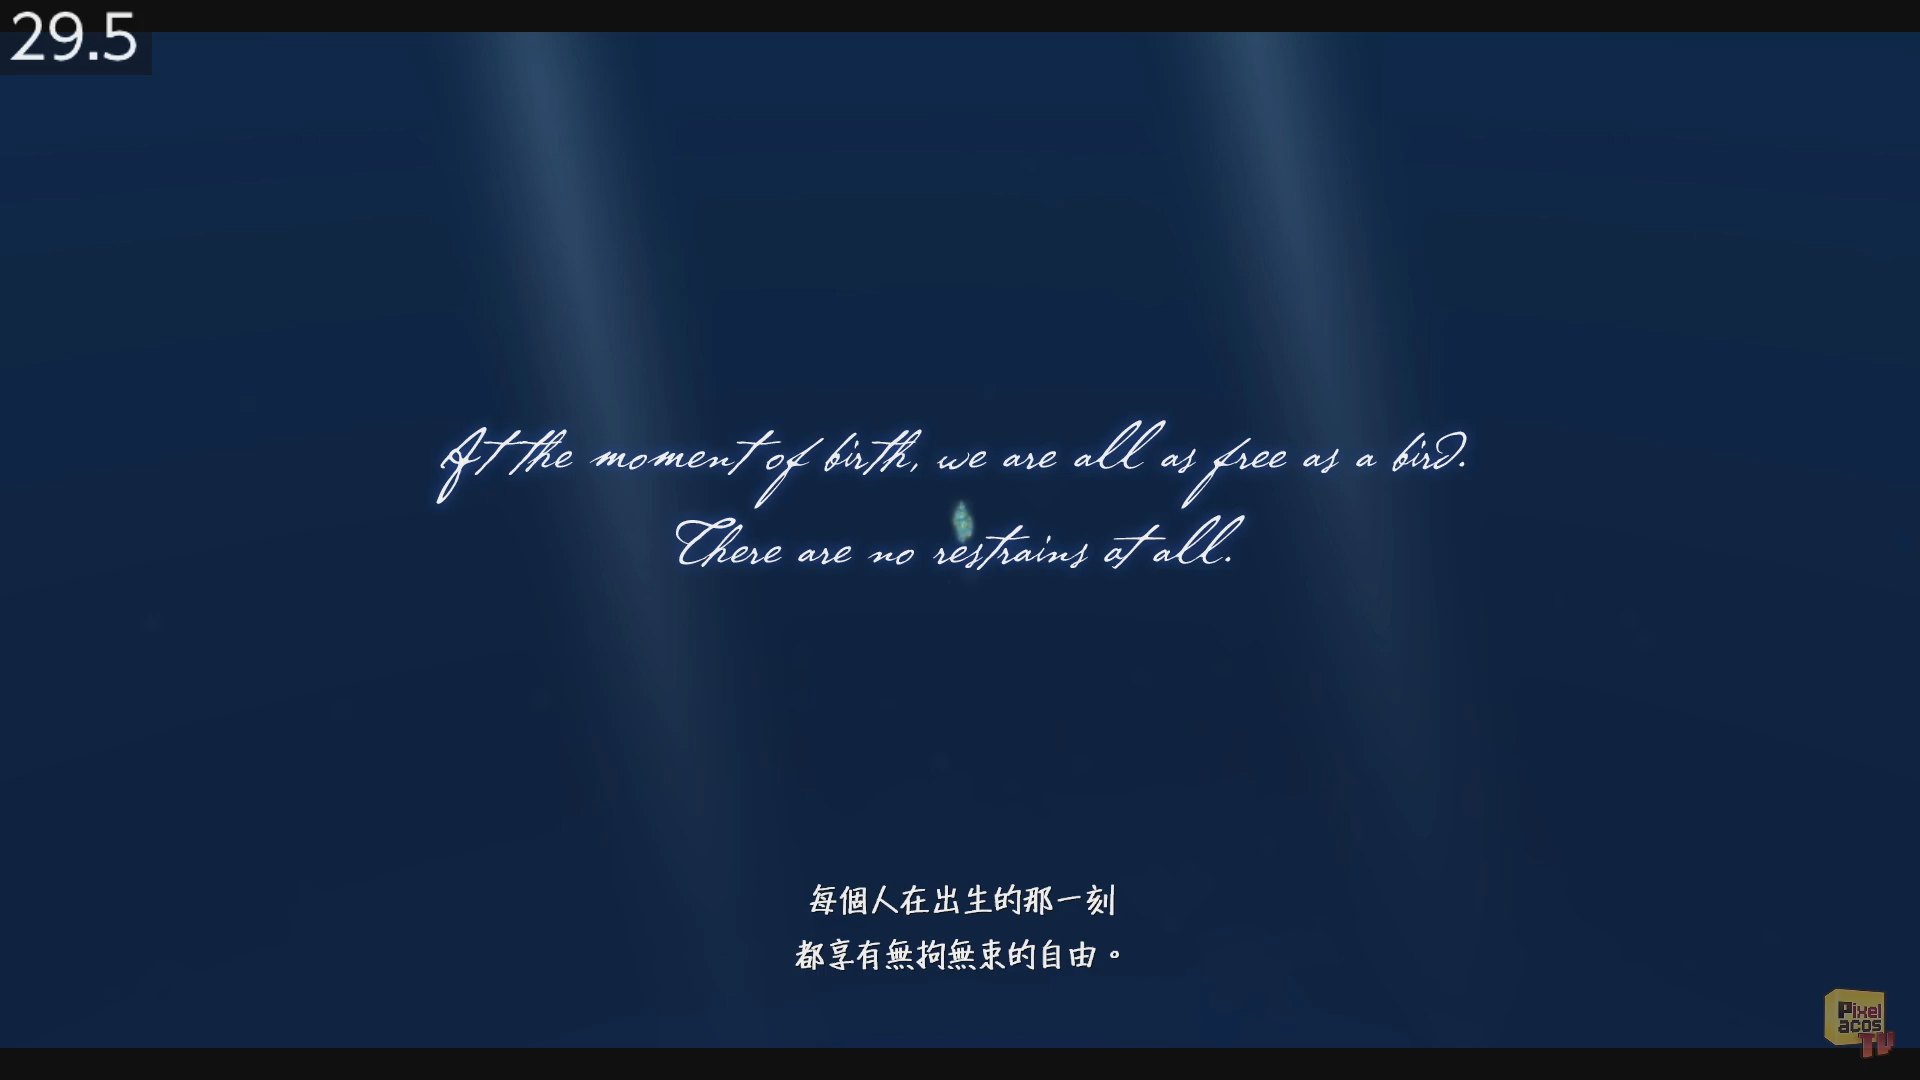 29.5
At the moment of birth, we are all as free as a bird.
There are no restrains at all.
每個人在出生的那一刻
都享有無拘無束的自由。
Pixel
acos
TV